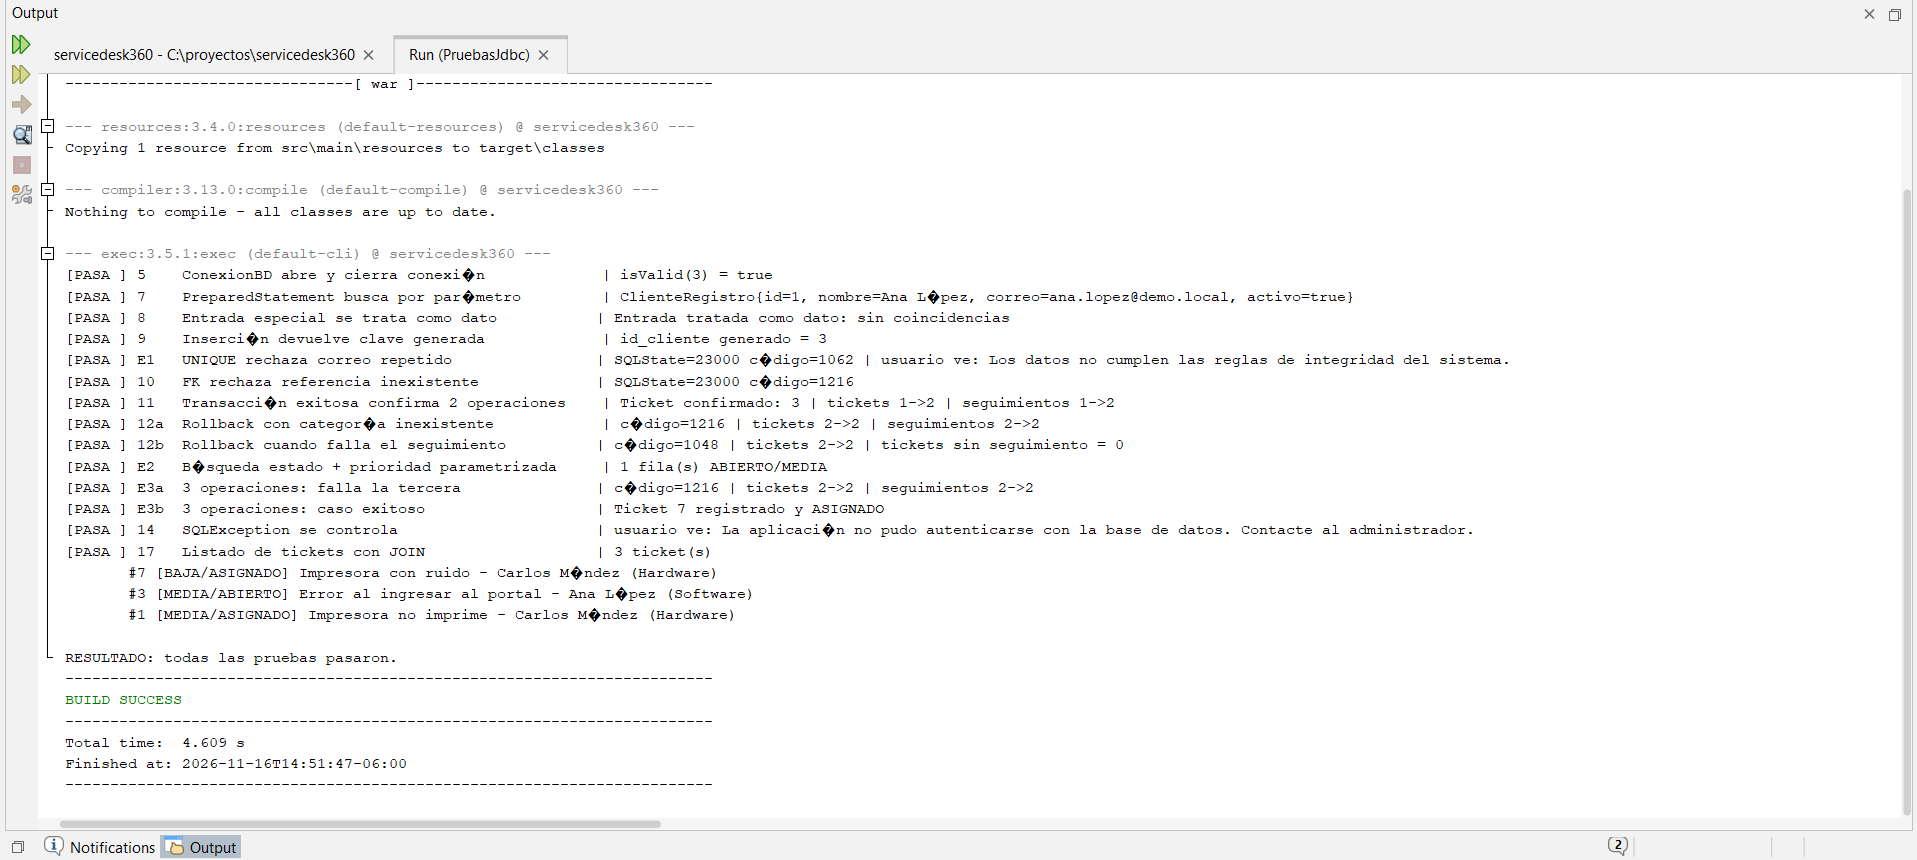 Output
servicedesk360 - C:\proyectos\servicedesk360
Run (PruebasJdbc)
--------------------------------[ war ]---------------------------------
--- resources:3.4.0:resources (default-resources) @ servicedesk360 ---
Copying 1 resource from src\main\resources to target\classes
--- compiler:3.13.0:compile (default-compile) @ servicedesk360 ---
Nothing to compile - all classes are up to date.
--- exec:3.5.1:exec (default-cli) @ servicedesk360 ---
[PASA ] 5    ConexionBD abre y cierra conexi�n             | isValid(3) = true
[PASA ] 7    PreparedStatement busca por par�metro         | ClienteRegistro{id=1, nombre=Ana L�pez, correo=ana.lopez@demo.local, activo=true}
[PASA ] 8    Entrada especial se trata como dato           | Entrada tratada como dato: sin coincidencias
[PASA ] 9    Inserci�n devuelve clave generada             | id_cliente generado = 3
[PASA ] E1   UNIQUE rechaza correo repetido                | SQLState=23000 c�digo=1062 | usuario ve: Los datos no cumplen las reglas de integridad del sistema.
[PASA ] 10   FK rechaza referencia inexistente             | SQLState=23000 c�digo=1216
[PASA ] 11   Transacci�n exitosa confirma 2 operaciones    | Ticket confirmado: 3 | tickets 1->2 | seguimientos 1->2
[PASA ] 12a  Rollback con categor�a inexistente            | c�digo=1216 | tickets 2->2 | seguimientos 2->2
[PASA ] 12b  Rollback cuando falla el seguimiento          | c�digo=1048 | tickets 2->2 | tickets sin seguimiento = 0
[PASA ] E2   B�squeda estado + prioridad parametrizada     | 1 fila(s) ABIERTO/MEDIA
[PASA ] E3a  3 operaciones: falla la tercera               | c�digo=1216 | tickets 2->2 | seguimientos 2->2
[PASA ] E3b  3 operaciones: caso exitoso                   | Ticket 7 registrado y ASIGNADO
[PASA ] 14   SQLException se controla                      | usuario ve: La aplicaci�n no pudo autenticarse con la base de datos. Contacte al administrador.
[PASA ] 17   Listado de tickets con JOIN                   | 3 ticket(s)
#7 [BAJA/ASIGNADO] Impresora con ruido - Carlos M�ndez (Hardware)
#3 [MEDIA/ABIERTO] Error al ingresar al portal - Ana L�pez (Software)
#1 [MEDIA/ASIGNADO] Impresora no imprime - Carlos M�ndez (Hardware)
RESULTADO: todas las pruebas pasaron.
------------------------------------------------------------------------
BUILD SUCCESS
------------------------------------------------------------------------
Total time:  4.609 s
Finished at: 2026-11-16T14:51:47-06:00
------------------------------------------------------------------------
Notifications
Output
2